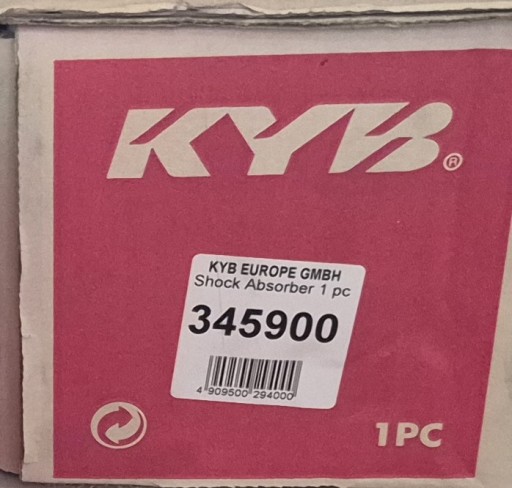 KYB®
KYB EUROPE GMBH
Shock Absorber 1 pc
345900
4 909500 294000
1PC